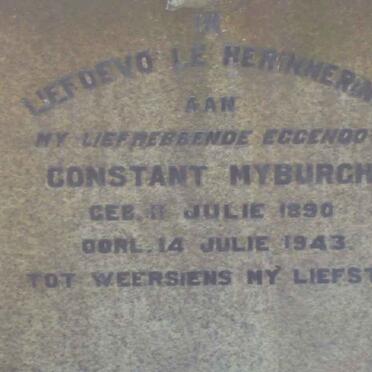 IN
LIEFDEVOLLE HERINNERIN
AAN
MY LIEFHEBBENDE EGGENOO
CONSTANT MYBURGH
GEB. 11 JULIE 1890
OORL. 14 JULIE 1943.
TOT WEERSIENS MY LIEFST